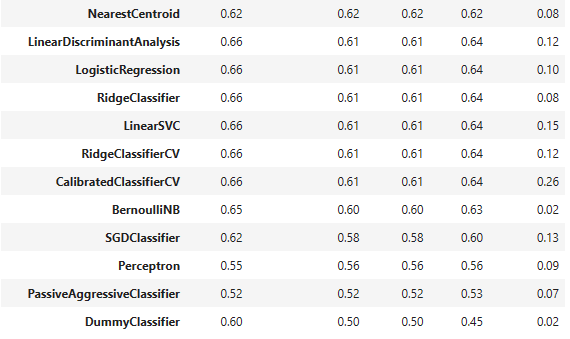 NearestCentroid 0.62 0.62 0.62 0.62 0.08
LinearDiscriminantAnalysis 0.66 0.61 0.61 0.64 0.12
LogisticRegression 0.66 0.61 0.61 0.64 0.10
RidgeClassifier 0.66 0.61 0.61 0.64 0.08
LinearSVC 0.66 0.61 0.61 0.64 0.15
RidgeClassifierCV 0.66 0.61 0.61 0.64 0.12
CalibratedClassifierCV 0.66 0.61 0.61 0.64 0.26
BernoulliNB 0.65 0.60 0.60 0.63 0.02
SGDClassifier 0.62 0.58 0.58 0.60 0.13
Perceptron 0.55 0.56 0.56 0.56 0.09
PassiveAggressiveClassifier 0.52 0.52 0.52 0.53 0.07
DummyClassifier 0.60 0.50 0.50 0.45 0.02